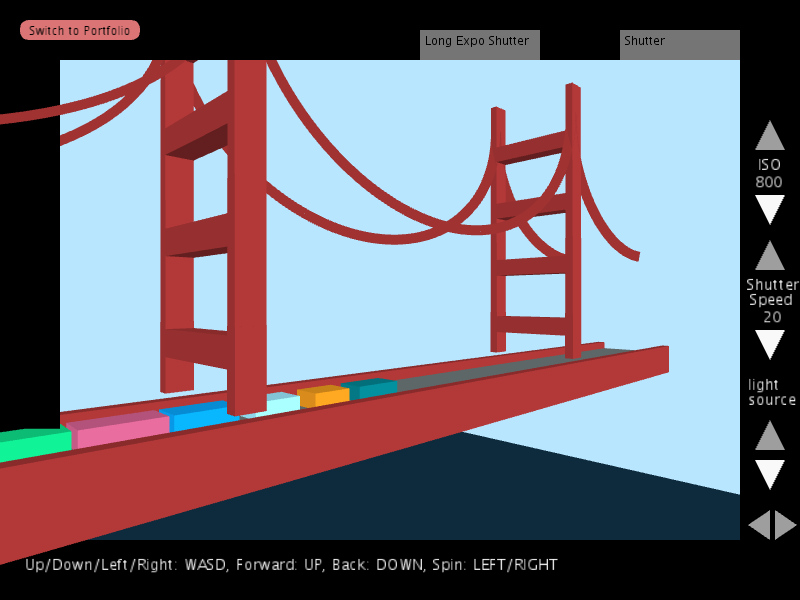 Switch to Portfolio
Long Expo Shutter
Shutter
ISO
800
Shutter
Speed
20
light
source
Up/Down/Left/Right: WASD, Forward: UP, Back: DOWN, Spin: LEFT/RIGHT